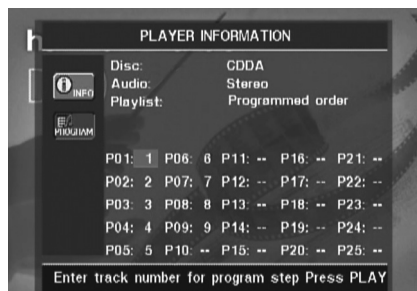 PLAYER INFORMATION
Disc: CDDA
Audio: Stereo
Playlist: Programmed order
INFO
PROGRAM
P01: 1 P06: 6 P11: -- P16: -- P21: --
P02: 2 P07: 7 P12: -- P17: -- P22: --
P03: 3 P08: 8 P13: -- P18: -- P23: --
P04: 4 P09: 9 P14: -- P19: -- P24: --
P05: 5 P10: -- P15: -- P20: -- P25: --
Enter track number for program step Press PLAY